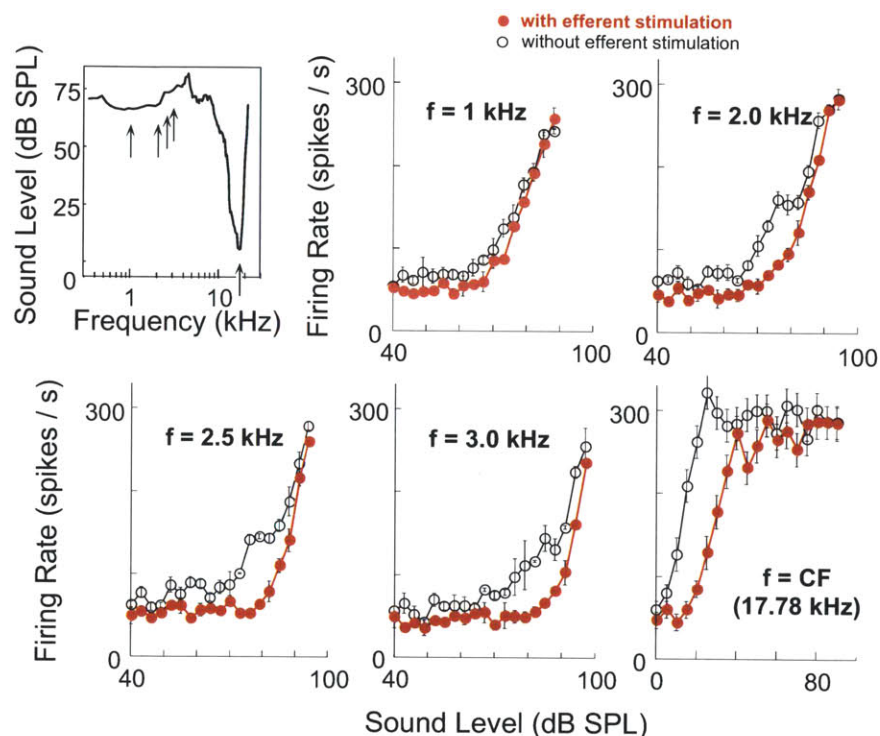 with efferent stimulation
without efferent stimulation
Sound Level (dB SPL)
75
50
25
0
1
10
Frequency (kHz)
Firing Rate (spikes / s)
300
0
f = 1 kHz
40
100
300
0
f = 2.0 kHz
40
100
Firing Rate (spikes / s)
300
0
f = 2.5 kHz
40
100
300
0
f = 3.0 kHz
40
100
300
0
f = CF
(17.78 kHz)
0
80
Sound Level (dB SPL)